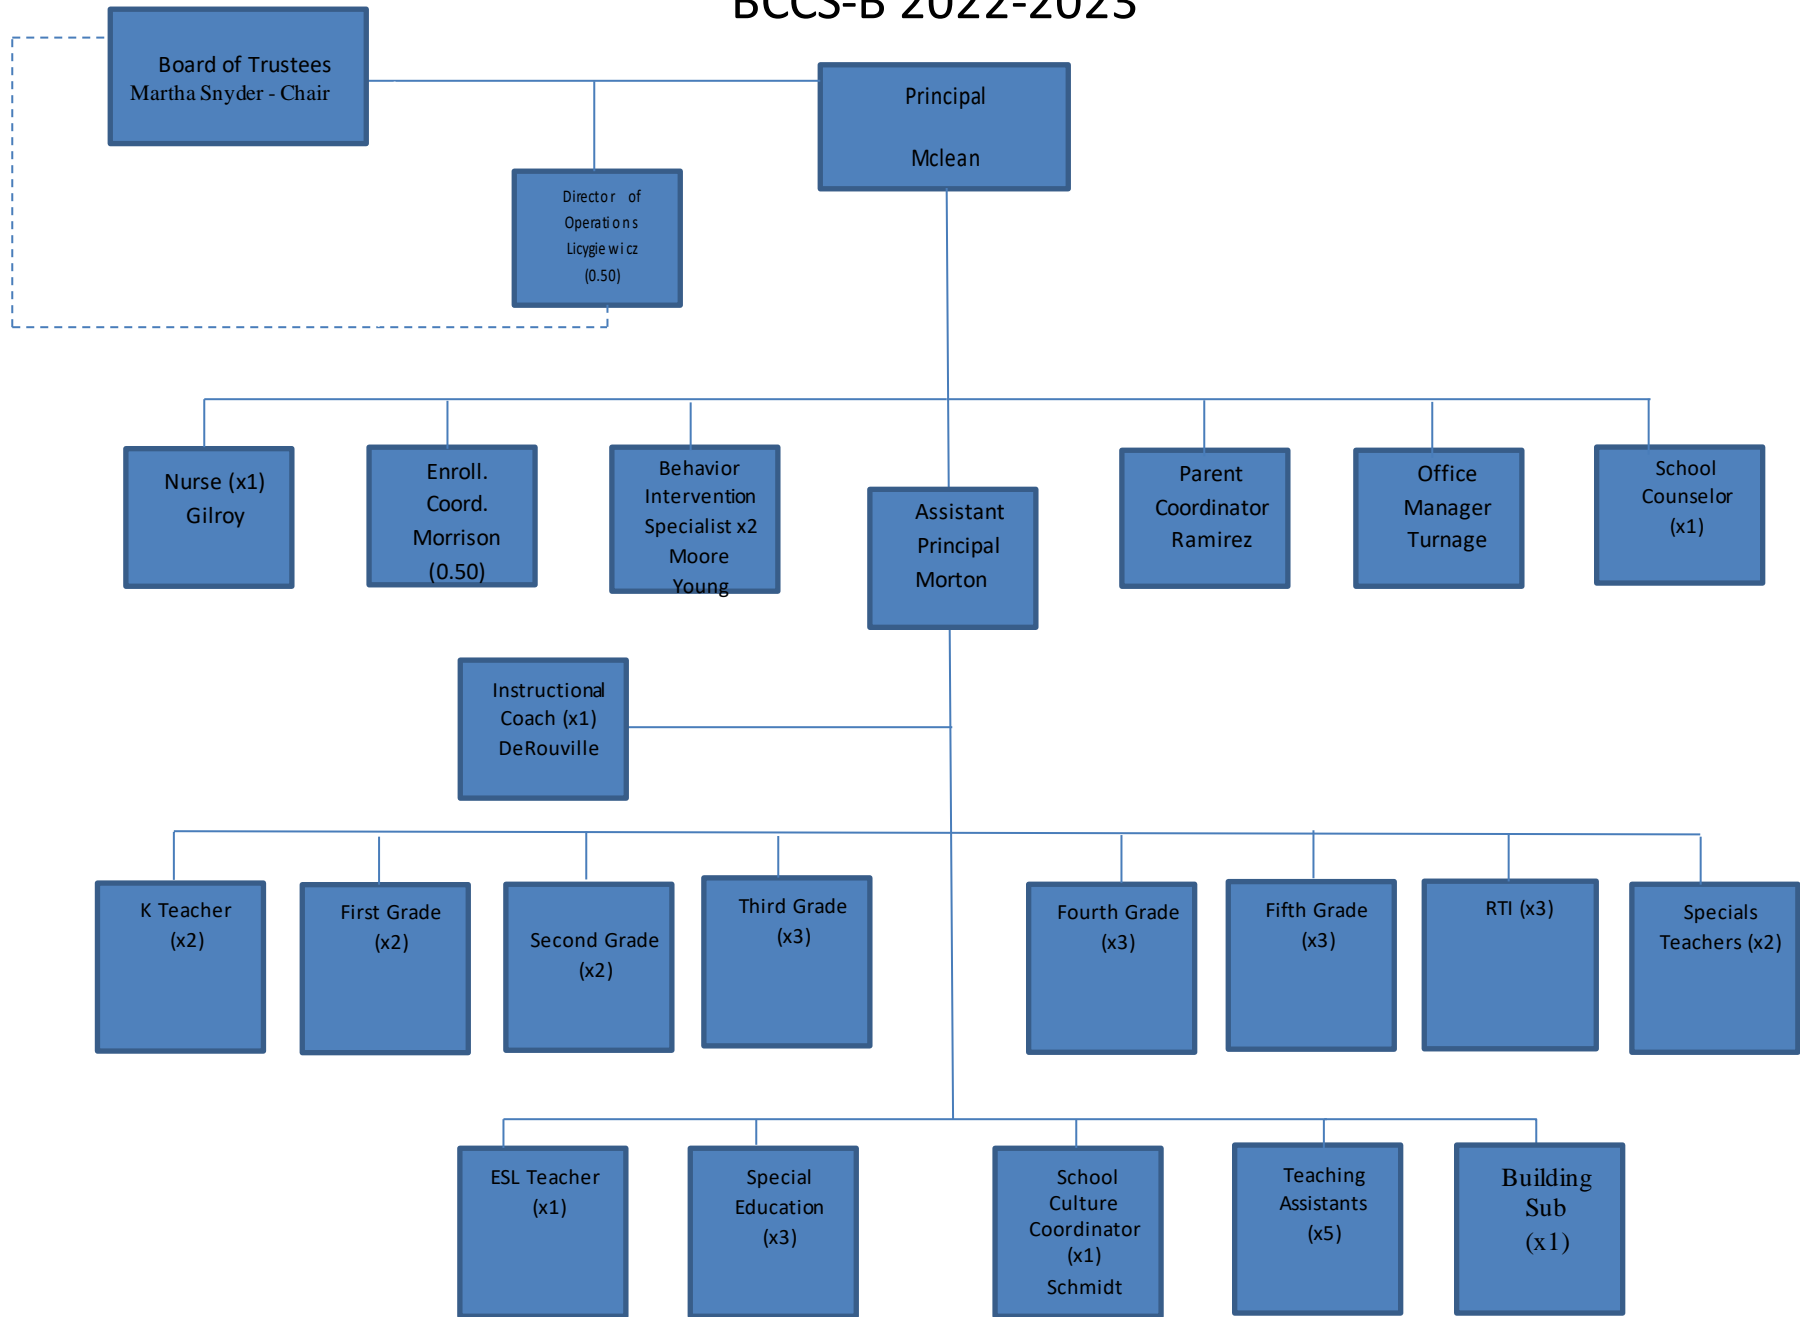 BCCS-B 2022-2023
Board of Trustees
Martha Snyder - Chair
Principal
Mclean
Director of
Operations
Licygiewicz
(0.50)
Nurse (x1)
Gilroy
Enroll.
Coord.
Morrison
(0.50)
Behavior
Intervention
Specialist x2
Moore
Young
Assistant
Principal
Morton
Parent
Coordinator
Ramirez
Office
Manager
Turnage
School
Counselor
(x1)
Instructional
Coach (x1)
DeRouville
K Teacher
(x2)
First Grade
(x2)
Second Grade
(x2)
Third Grade
(x3)
Fourth Grade
(x3)
Fifth Grade
(x3)
RTI (x3)
Specials
Teachers (x2)
ESL Teacher
(x1)
Special
Education
(x3)
School
Culture
Coordinator
(x1)
Schmidt
Teaching
Assistants
(x5)
Building
Sub
(x1)